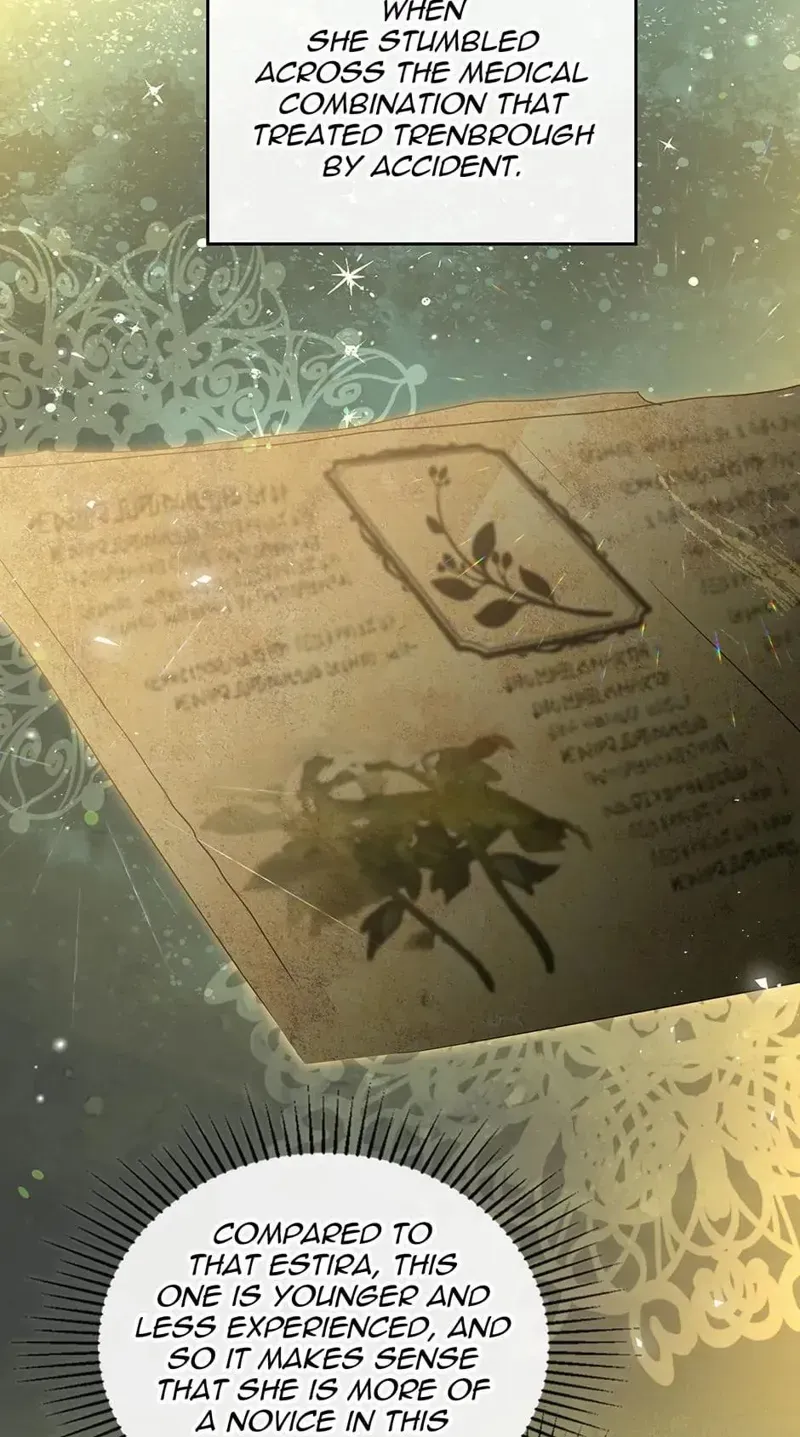 WHEN
SHE STUMBLED
ACROSS THE MEDICAL
COMBINATION THAT
TREATED TRENBROUGH
BY ACCIDENT.
COMPARED TO
THAT ESTIRA, THIS
ONE IS YOUNGER AND
LESS EXPERIENCED, AND
SO IT MAKES SENSE
THAT SHE IS MORE OF
A NOVICE IN THIS